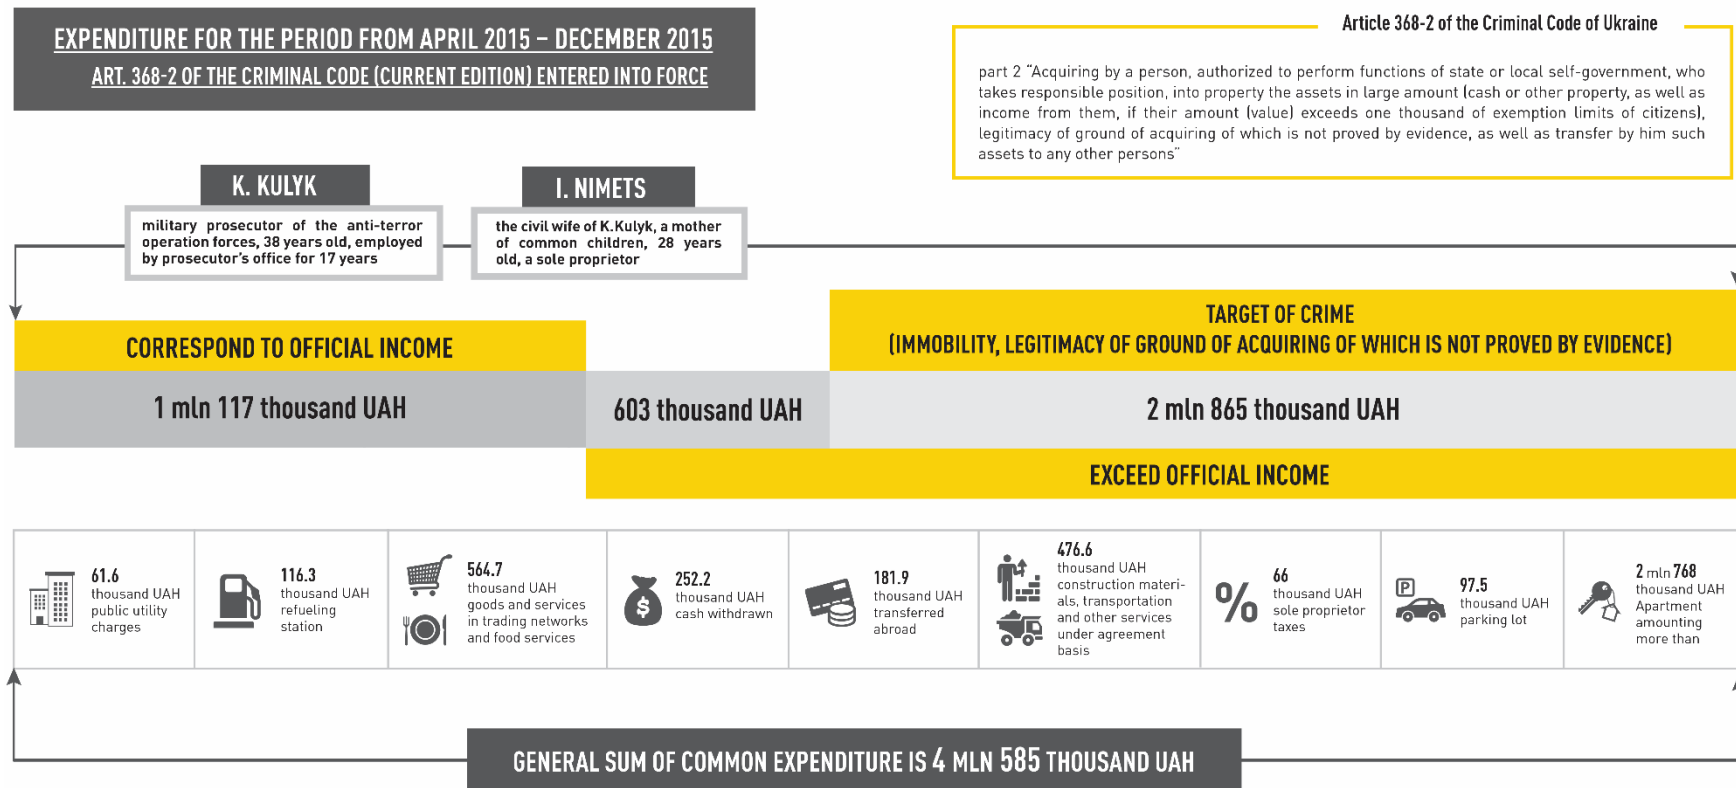 EXPENDITURE FOR THE PERIOD FROM APRIL 2015 – DECEMBER 2015
ART. 368-2 OF THE CRIMINAL CODE (CURRENT EDITION) ENTERED INTO FORCE
Article 368-2 of the Criminal Code of Ukraine
part 2 "Acquiring by a person, authorized to perform functions of state or local self-government, who
takes responsible position, into property the assets in large amount (cash or other property, as well as
income from them, if their amount (value) exceeds one thousand of exemption limits of citizens),
legitimacy of ground of acquiring of which is not proved by evidence, as well as transfer by him such
assets to any other persons"
K. KULYK
military prosecutor of the anti-terror
operation forces, 38 years old, employed
by prosecutor's office for 17 years
I. NIMETS
the civil wife of K.Kulyk, a mother
of common children, 28 years
old, a sole proprietor
CORRESPOND TO OFFICIAL INCOME
TARGET OF CRIME
(IMMOBILITY, LEGITIMACY OF GROUND OF ACQUIRING OF WHICH IS NOT PROVED BY EVIDENCE)
1 mln 117 thousand UAH
603 thousand UAH
2 mln 865 thousand UAH
EXCEED OFFICIAL INCOME
61.6
thousand UAH
public utility
charges
116.3
thousand UAH
refueling
station
564.7
thousand UAH
goods and services
in trading networks
and food services
$
252.2
thousand UAH
cash withdrawn
181.9
thousand UAH
transferred
abroad
476.6
thousand UAH
construction materi-
als, transportation
and other services
under agreement
basis
%
66
thousand UAH
sole proprietor
taxes
P
97.5
thousand UAH
parking lot
2 mln 768
thousand UAH
Apartment
amounting
more than
GENERAL SUM OF COMMON EXPENDITURE IS 4 MLN 585 THOUSAND UAH